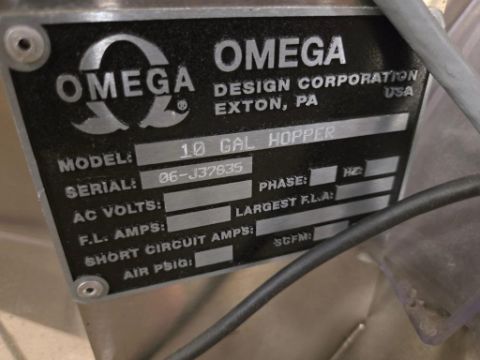 OMEGA
®
OMEGA
DESIGN CORPORATION
EXTON, PA USA
MODEL: 10 GAL HOPPER
SERIAL: 06-J37835
PHASE: HZ:
AC VOLTS:
LARGEST F.L.A:
F.L. AMPS:
SHORT CIRCUIT AMPS:
SCFM:
AIR PSIG: